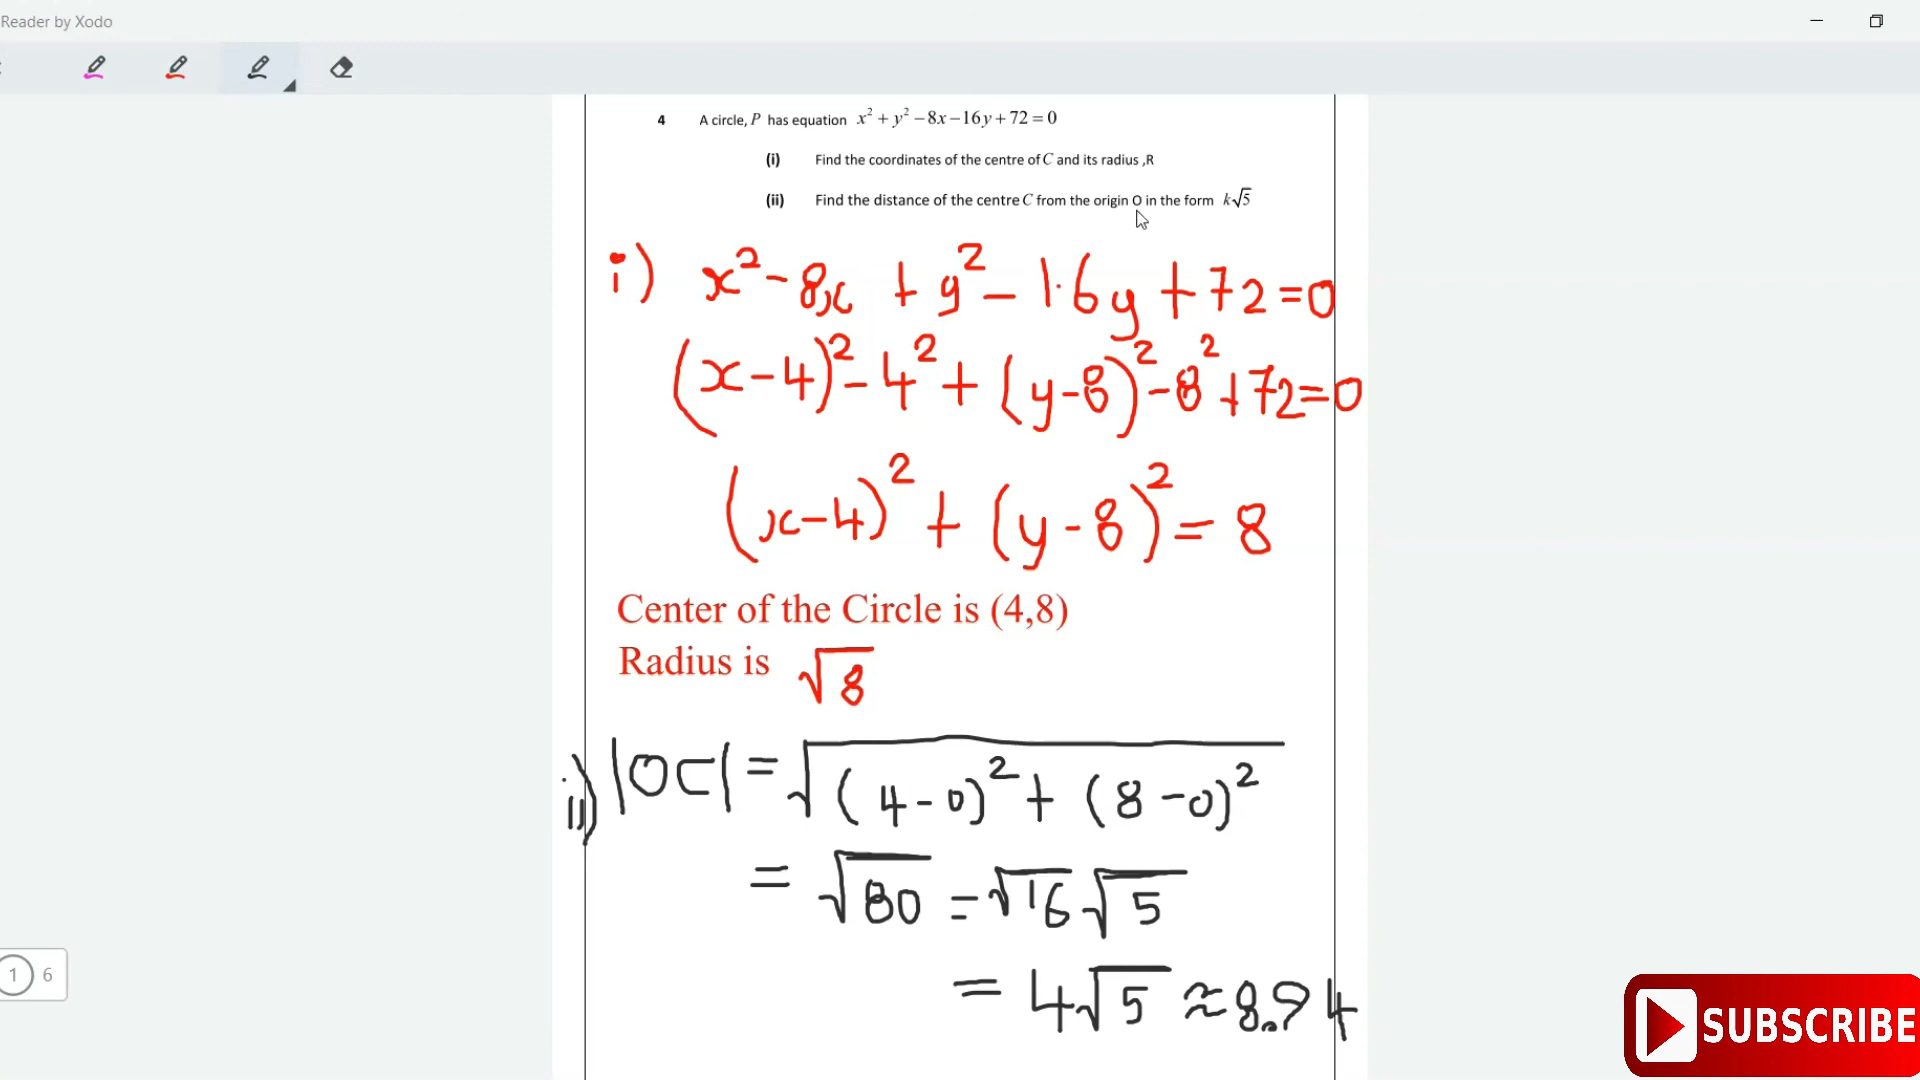 Reader by Xodo
4 A circle, P has equation x² + y² − 8x − 16y + 72 = 0
(i) Find the coordinates of the centre of C and its radius ,R
(ii) Find the distance of the centre C from the origin O in the form k√5
i) x² - 8x + y² - 1.6y + 72 = 0
(x-4)² - 4² + (y-8)² - 8² + 72 = 0
(x-4)² + (y-8)² = 8
Center of the Circle is (4,8)
Radius is √8
ii) |OC| = √((4-0)² + (8-0)²)
= √80 = √16 √5
= 4√5 ≈ 8.94
1 6
SUBSCRIBE